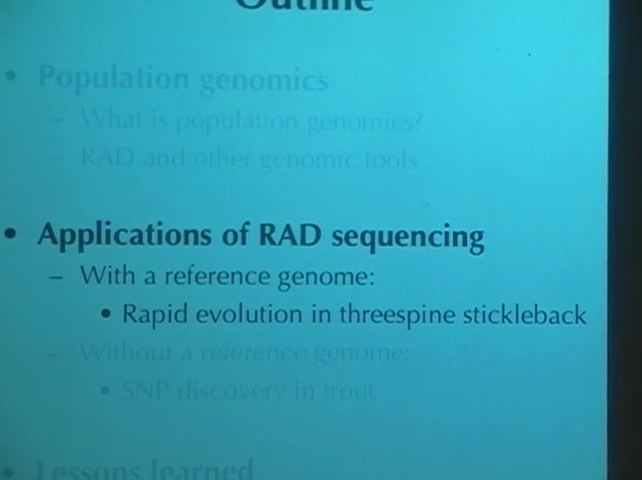 Outline
• Population genomics
– What is population genomics?
– RAD and other genomic tools
• Applications of RAD sequencing
– With a reference genome:
• Rapid evolution in threespine stickleback
– Without a reference genome:
• SNP discovery in trout
• Lessons learned